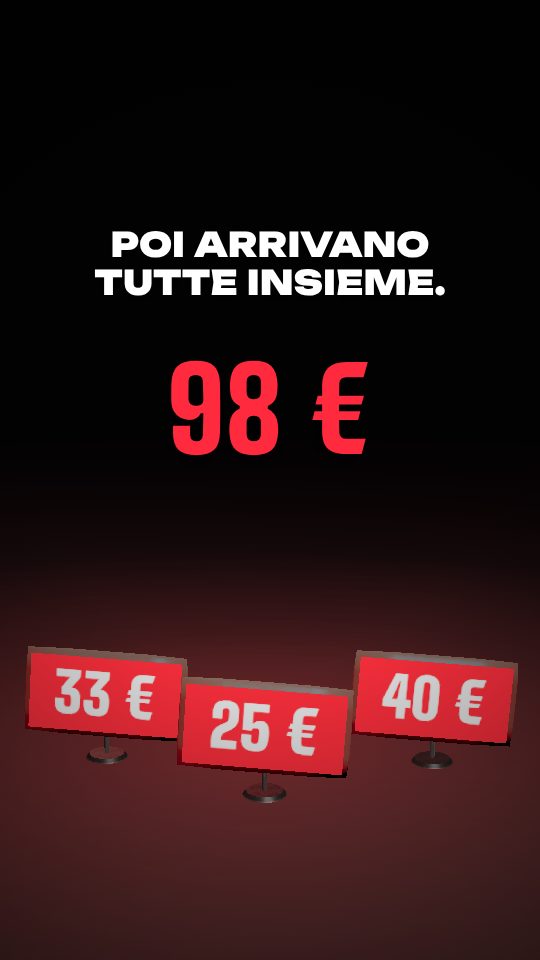 POI ARRIVANO
TUTTE INSIEME.
98 €
33 €
25 €
40 €